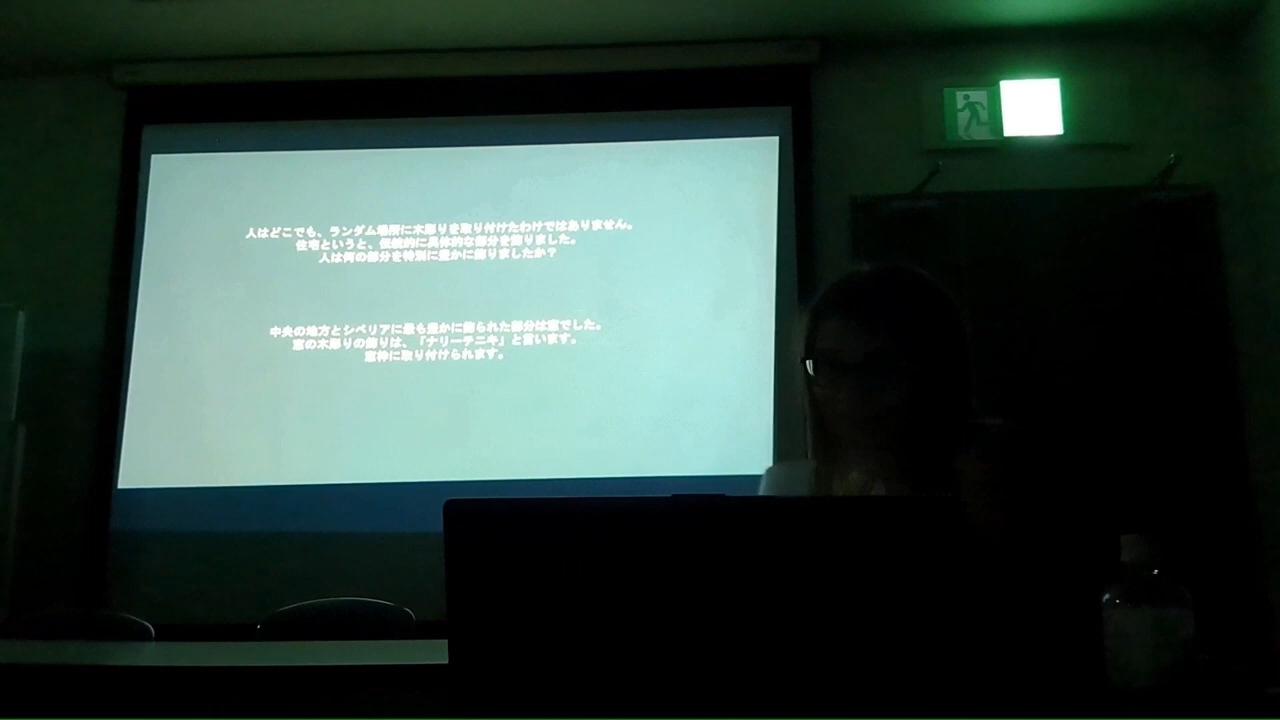 人はどこでも、ランダム場所に木彫りを取り付けたわけではありません。
住宅というと、伝統的に具体的な部分を飾りました。
人は何の部分を特別に豊かに飾りましたか？
中央の地方とシベリアに最も豊かに飾られた部分は窓でした。
窓の木彫りの飾りは、「ナリーチニキ」と言います。
窓枠に取り付けられます。